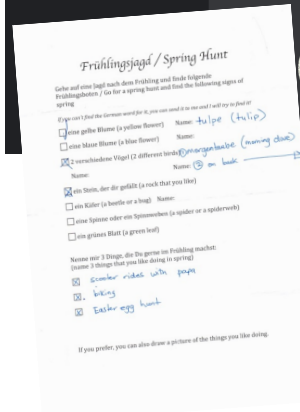 Frühlingsjagd / Spring Hunt
Gehe auf eine Jagd nach dem Frühling und finde folgende
Frühlingsboten / Go for a spring hunt and find the following signs of
spring
If you can't find the German word for it, you can send it to me and I will try to find it!
eine gelbe Blume (a yellow flower) Name: tulpe (tulip)
eine blaue Blume (a blue flower) Name:
2 verschiedene Vögel (2 different birds) ① morgentaube (morning dove)
Name: Name: ② on back
ein Stein, der dir gefällt (a rock that you like)
ein Käfer (a beetle or a bug) Name:
eine Spinne oder ein Spinnweben (a spider or a spiderweb)
ein grünes Blatt (a green leaf)
Nenne mir 3 Dinge, die Du gerne im Frühling machst:
(name 3 things that you like doing in spring)
scooter rides with papa
biking
Easter egg hunt
If you prefer, you can also draw a picture of the things you like doing.